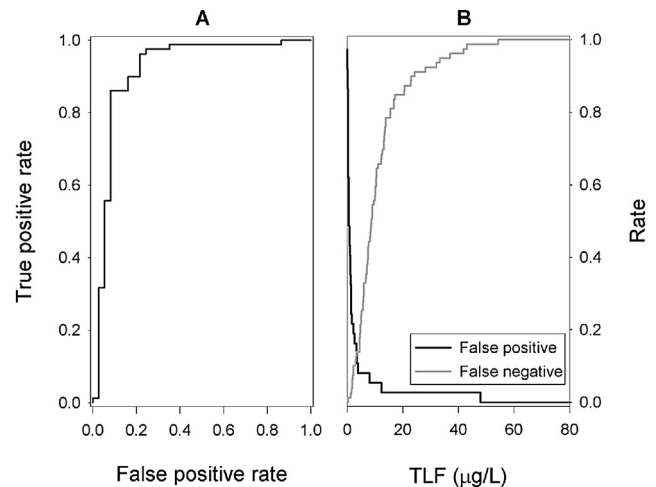 A
B
1.0
0.8
0.6
0.4
0.2
0.0
True positive rate
0.0 0.2 0.4 0.6 0.8 1.0
False positive rate
1.0
0.8
0.6
0.4
0.2
0.0
Rate
False positive
False negative
0 20 40 60 80
TLF (μg/L)